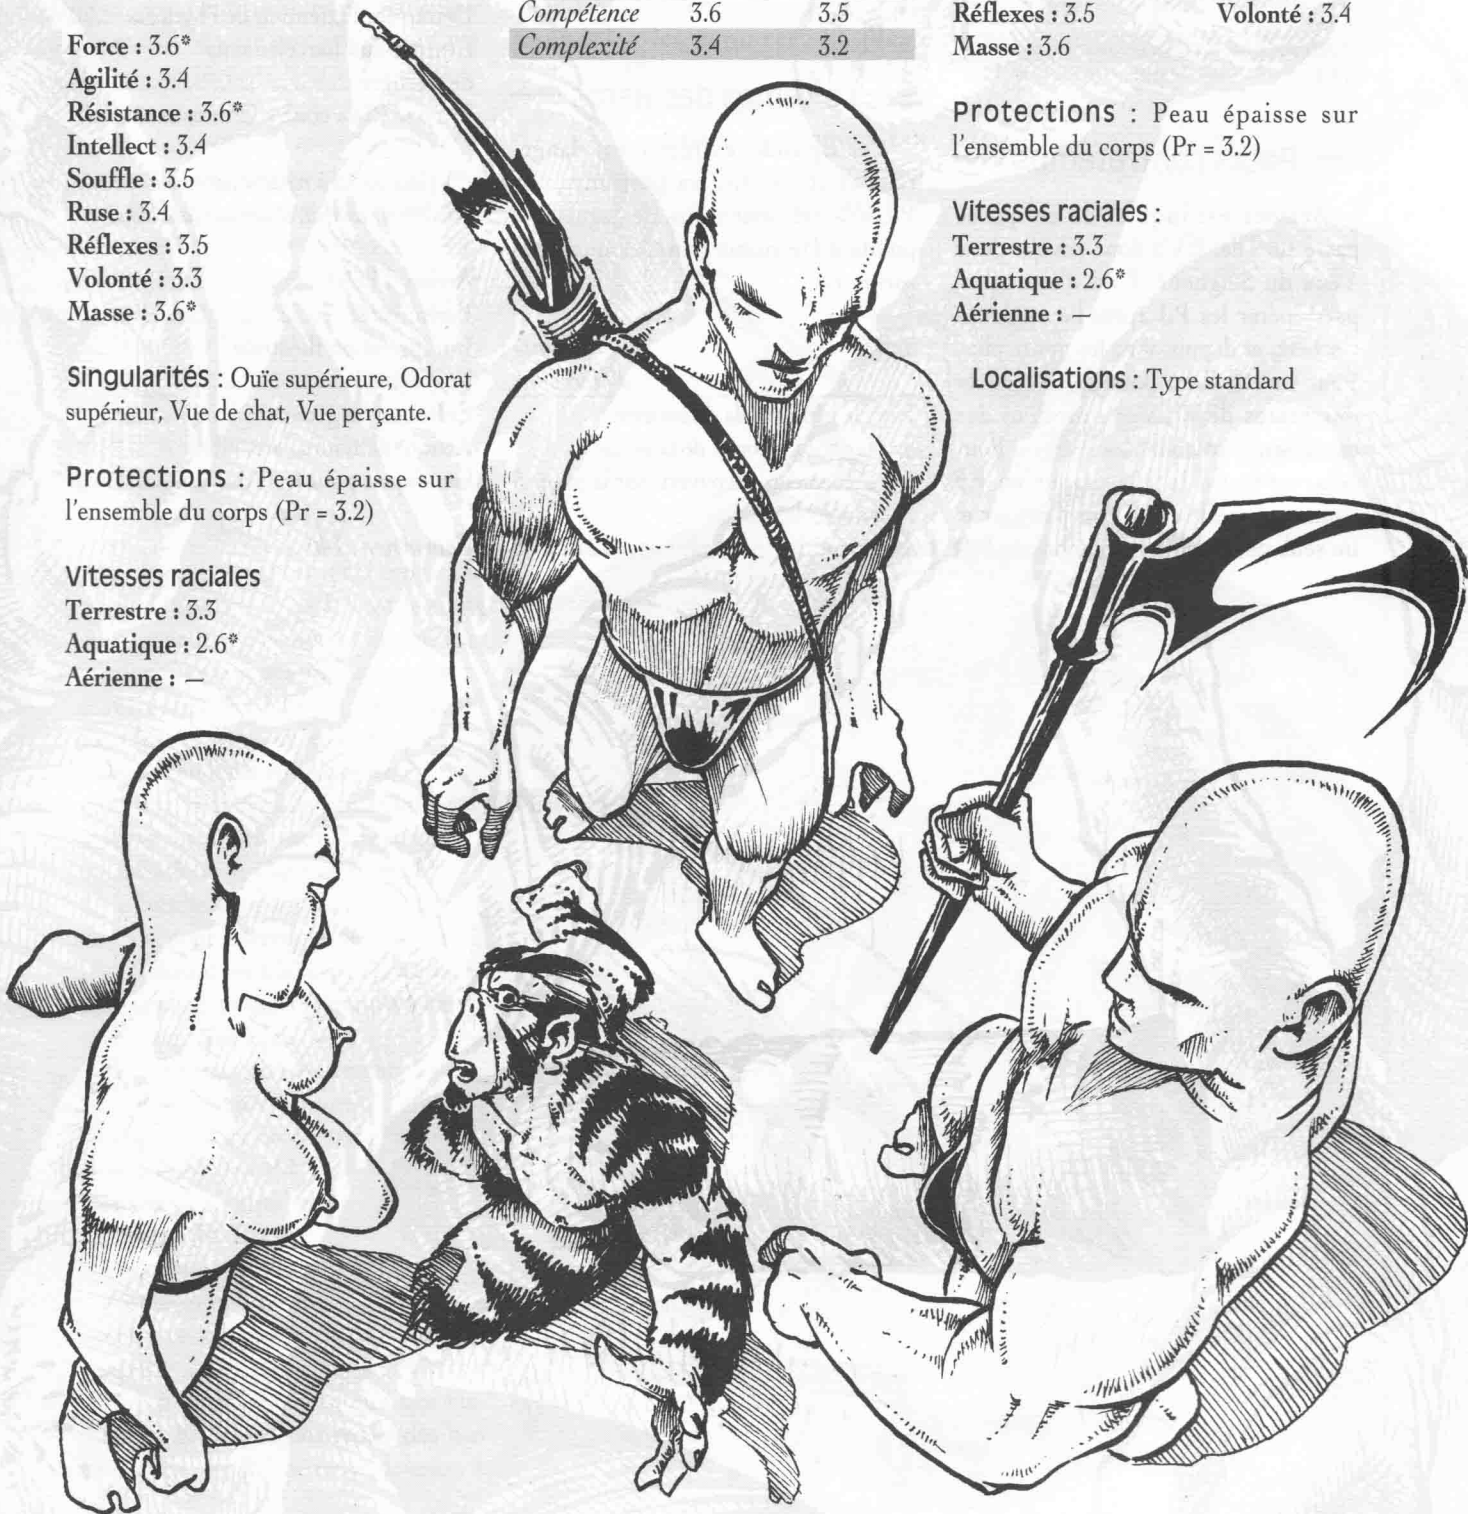 Force : 3.6*
Agilité : 3.4
Résistance : 3.6*
Intellect : 3.4
Souffle : 3.5
Ruse : 3.4
Réflexes : 3.5
Volonté : 3.3
Masse : 3.6*
Singularités : Ouïe supérieure, Odorat
supérieur, Vue de chat, Vue perçante.
Protections : Peau épaisse sur
l'ensemble du corps (Pr = 3.2)
Vitesses raciales
Terrestre : 3.3
Aquatique : 2.6*
Aérienne : —
Compétence 3.6 3.5
Complexité 3.4 3.2
Réflexes : 3.5 Volonté : 3.4
Masse : 3.6
Protections : Peau épaisse sur
l'ensemble du corps (Pr = 3.2)
Vitesses raciales :
Terrestre : 3.3
Aquatique : 2.6*
Aérienne : —
Localisations : Type standard